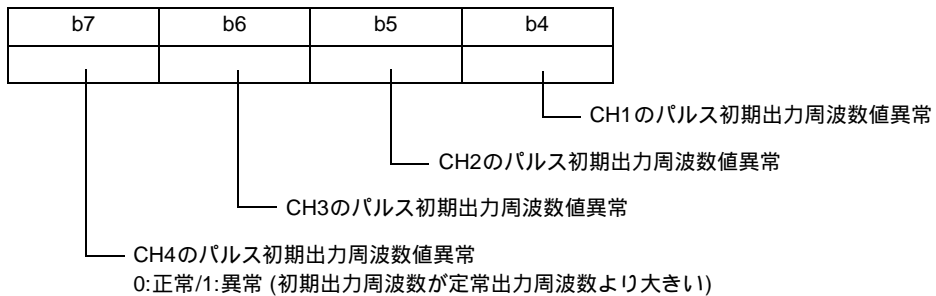 b7 b6 b5 b4
CH1のパルス初期出力周波数値異常
CH2のパルス初期出力周波数値異常
CH3のパルス初期出力周波数値異常
CH4のパルス初期出力周波数値異常
0:正常/1:異常 (初期出力周波数が定常出力周波数より大きい)